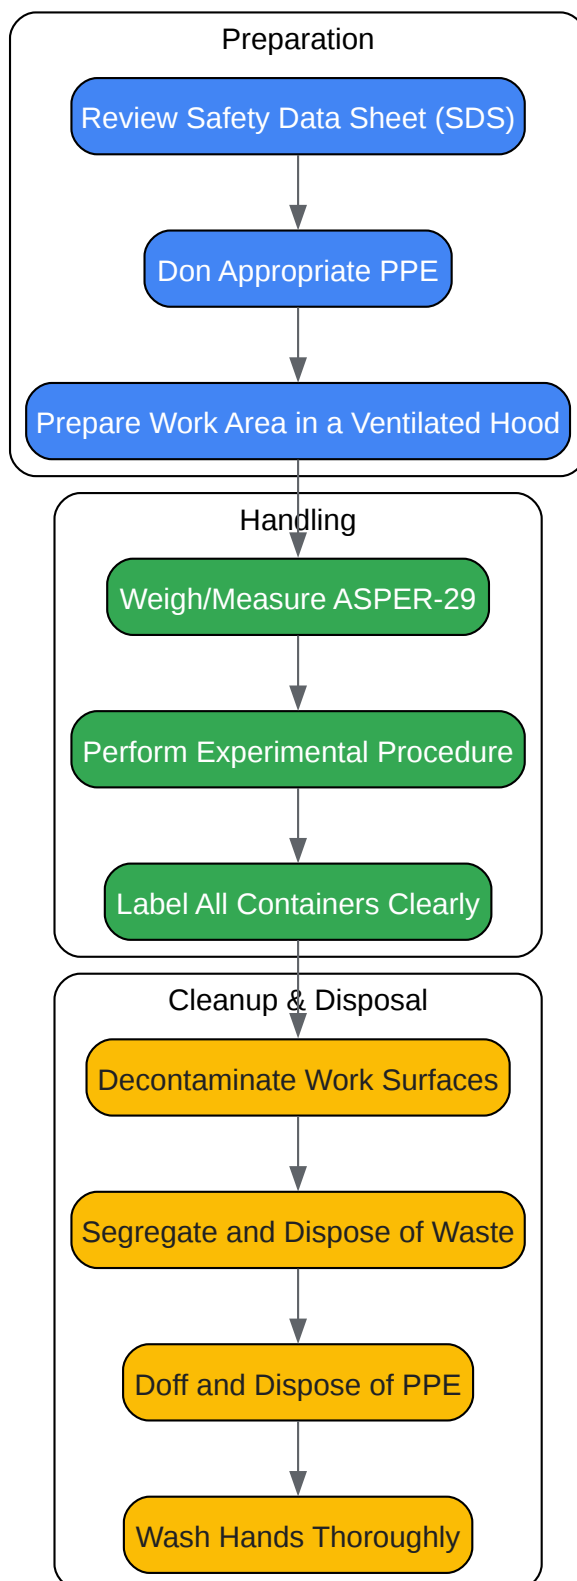 Preparation
Review Safety Data Sheet (SDS)
Don Appropriate PPE
Prepare Work Area in a Ventilated Hood
Handling
Weigh/Measure ASPER-29
Perform Experimental Procedure
Label All Containers Clearly
Cleanup & Disposal
Decontaminate Work Surfaces
Segregate and Dispose of Waste
Doff and Dispose of PPE
Wash Hands Thoroughly